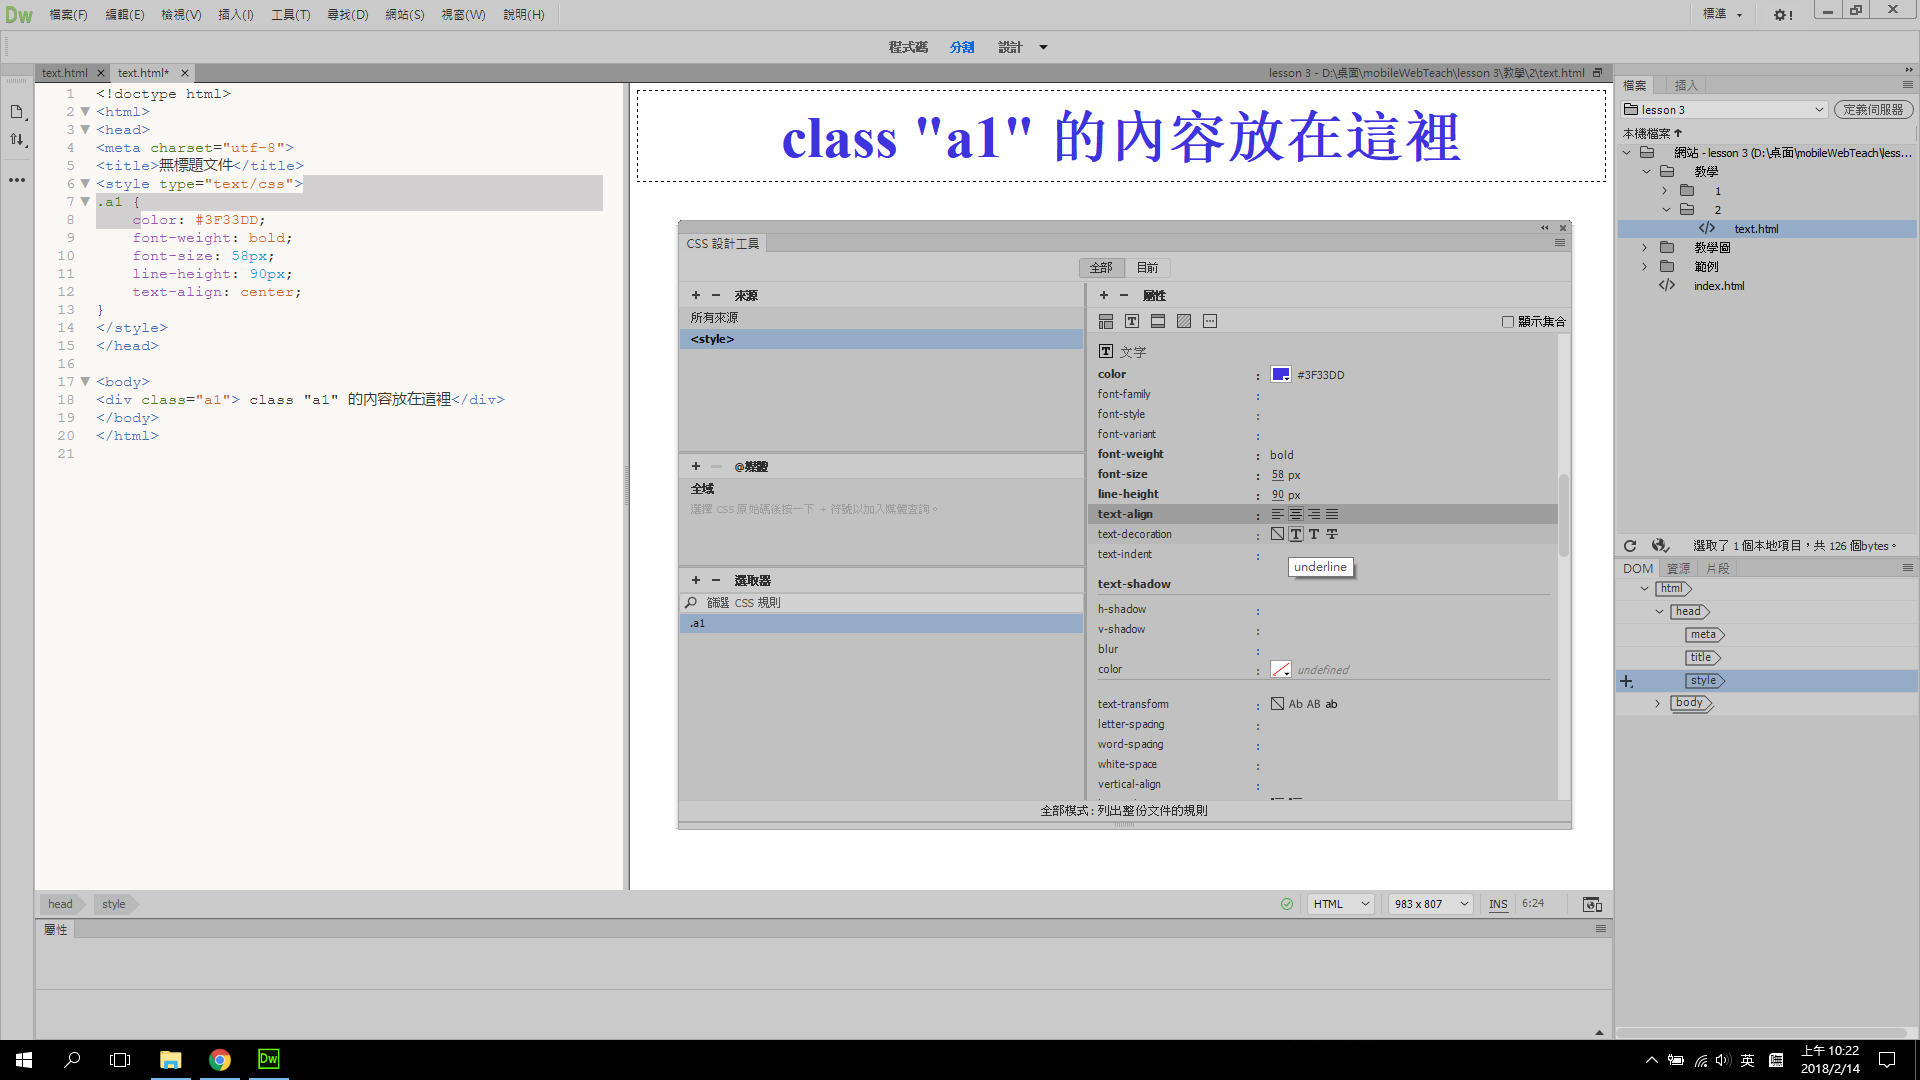 Dw 檔案(F) 編輯(E) 檢視(V) 插入(I) 工具(T) 尋找(D) 網站(S) 視窗(W) 說明(H) 標準
程式碼 分割 設計
text.html × text.html* × lesson 3 - D:\桌面\mobileWebTeach\lesson 3\教學\2\text.html
1 <!doctype html>
2 <html>
3 <head>
4 <meta charset="utf-8">
5 <title>無標題文件</title>
6 <style type="text/css">
7 .a1 {
8 color: #3F33DD;
9 font-weight: bold;
10 font-size: 58px;
11 line-height: 90px;
12 text-align: center;
13 }
14 </style>
15 </head>
16
17 <body>
18 <div class="a1"> class "a1" 的內容放在這裡</div>
19 </body>
20 </html>
21
class "a1" 的內容放在這裡
CSS 設計工具
全部 目前
+ − 來源
所有來源
<style>
+ − @媒體
全域
選擇 CSS 原始碼後按一下 + 符號以加入媒體查詢。
+ − 選取器
篩選 CSS 規則
.a1
+ − 屬性
顯示集合
T 文字
color : #3F33DD
font-family :
font-style :
font-variant :
font-weight : bold
font-size : 58 px
line-height : 90 px
text-align :
text-decoration : T T T
text-indent :
underline
text-shadow
h-shadow :
v-shadow :
blur :
color : undefined
text-transform : Ab AB ab
letter-spacing :
word-spacing :
white-space :
vertical-align :
全部模式 : 列出整份文件的規則
head style HTML 983 x 807 INS 6:24
屬性
檔案 插入
lesson 3 定義伺服器
本機檔案
網站 - lesson 3 (D:\桌面\mobileWebTeach\less...
教學
1
2
text.html
教學圖
範例
index.html
選取了 1 個本地項目，共 126 個bytes。
DOM 資源 片段
html
head
meta
title
style
body
Dw 英 上午 10:22
2018/2/14